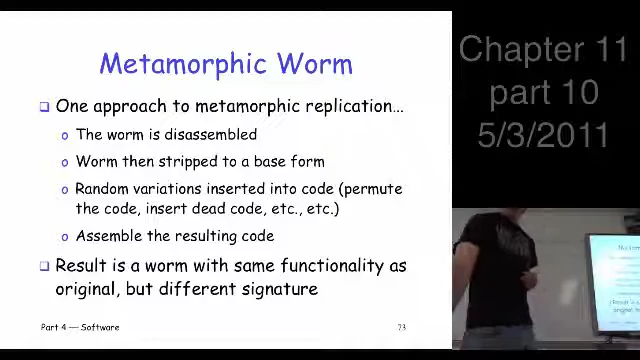 Metamorphic Worm
One approach to metamorphic replication…
The worm is disassembled
Worm then stripped to a base form
Random variations inserted into code (permute
the code, insert dead code, etc., etc.)
Assemble the resulting code
Result is a worm with same functionality as
original, but different signature
Part 4 — Software
73
Chapter 11
part 10
5/3/2011